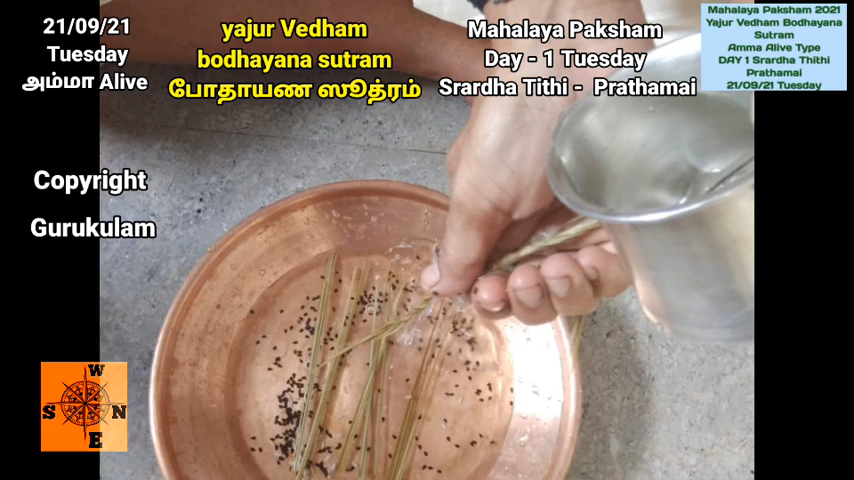 21/09/21
Tuesday
அம்மா Alive
yajur Vedham
bodhayana sutram
போதாயண ஸூத்ரம்
Mahalaya Paksham
Day - 1 Tuesday
Srardha Tithi - Prathamai
Mahalaya Paksham 2021
Yajur Vedham Bodhayana
Sutram
Amma Alive Type
DAY 1 Srardha Thithi
Prathamai
21/09/21 Tuesday
Copyright
Gurukulam
W
S N
E